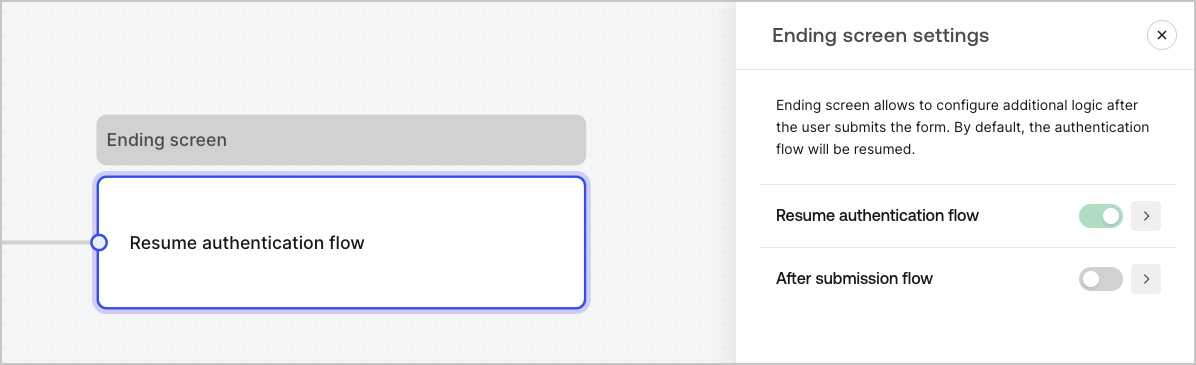 Ending screen
Resume authentication flow
Ending screen settings
Ending screen allows to configure additional logic after
the user submits the form. By default, the authentication
flow will be resumed.
Resume authentication flow
After submission flow